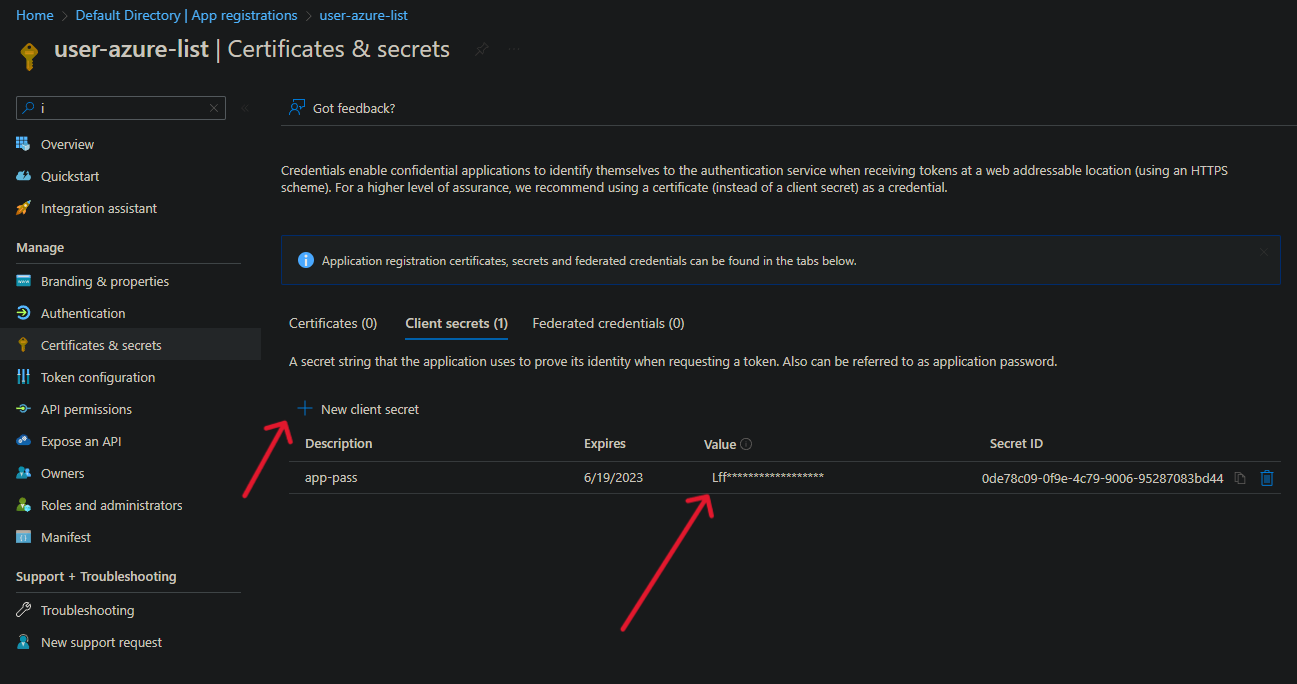 Home > Default Directory | App registrations > user-azure-list
user-azure-list | Certificates & secrets
i
Got feedback?
Overview
Quickstart
Integration assistant
Manage
Branding & properties
Authentication
Certificates & secrets
Token configuration
API permissions
Expose an API
Owners
Roles and administrators
Manifest
Support + Troubleshooting
Troubleshooting
New support request
Credentials enable confidential applications to identify themselves to the authentication service when receiving tokens at a web addressable location (using an HTTPS
scheme). For a higher level of assurance, we recommend using a certificate (instead of a client secret) as a credential.
Application registration certificates, secrets and federated credentials can be found in the tabs below.
Certificates (0) Client secrets (1) Federated credentials (0)
A secret string that the application uses to prove its identity when requesting a token. Also can be referred to as application password.
New client secret
Description Expires Value Secret ID
app-pass 6/19/2023 Lff****************** 0de78c09-0f9e-4c79-9006-95287083bd44